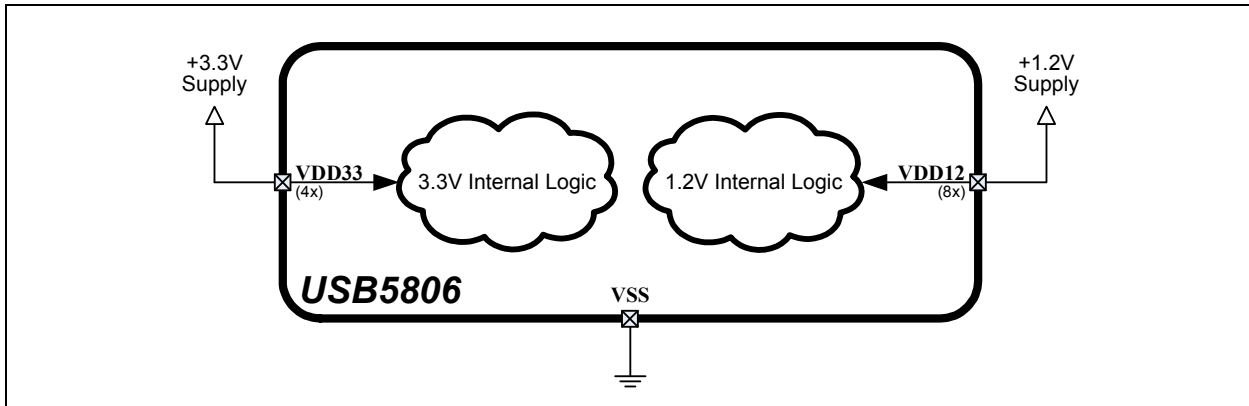 +3.3V
Supply
+1.2V
Supply
VDD33
(4x)
3.3V Internal Logic
1.2V Internal Logic
VDD12
(8x)
USB5806
VSS